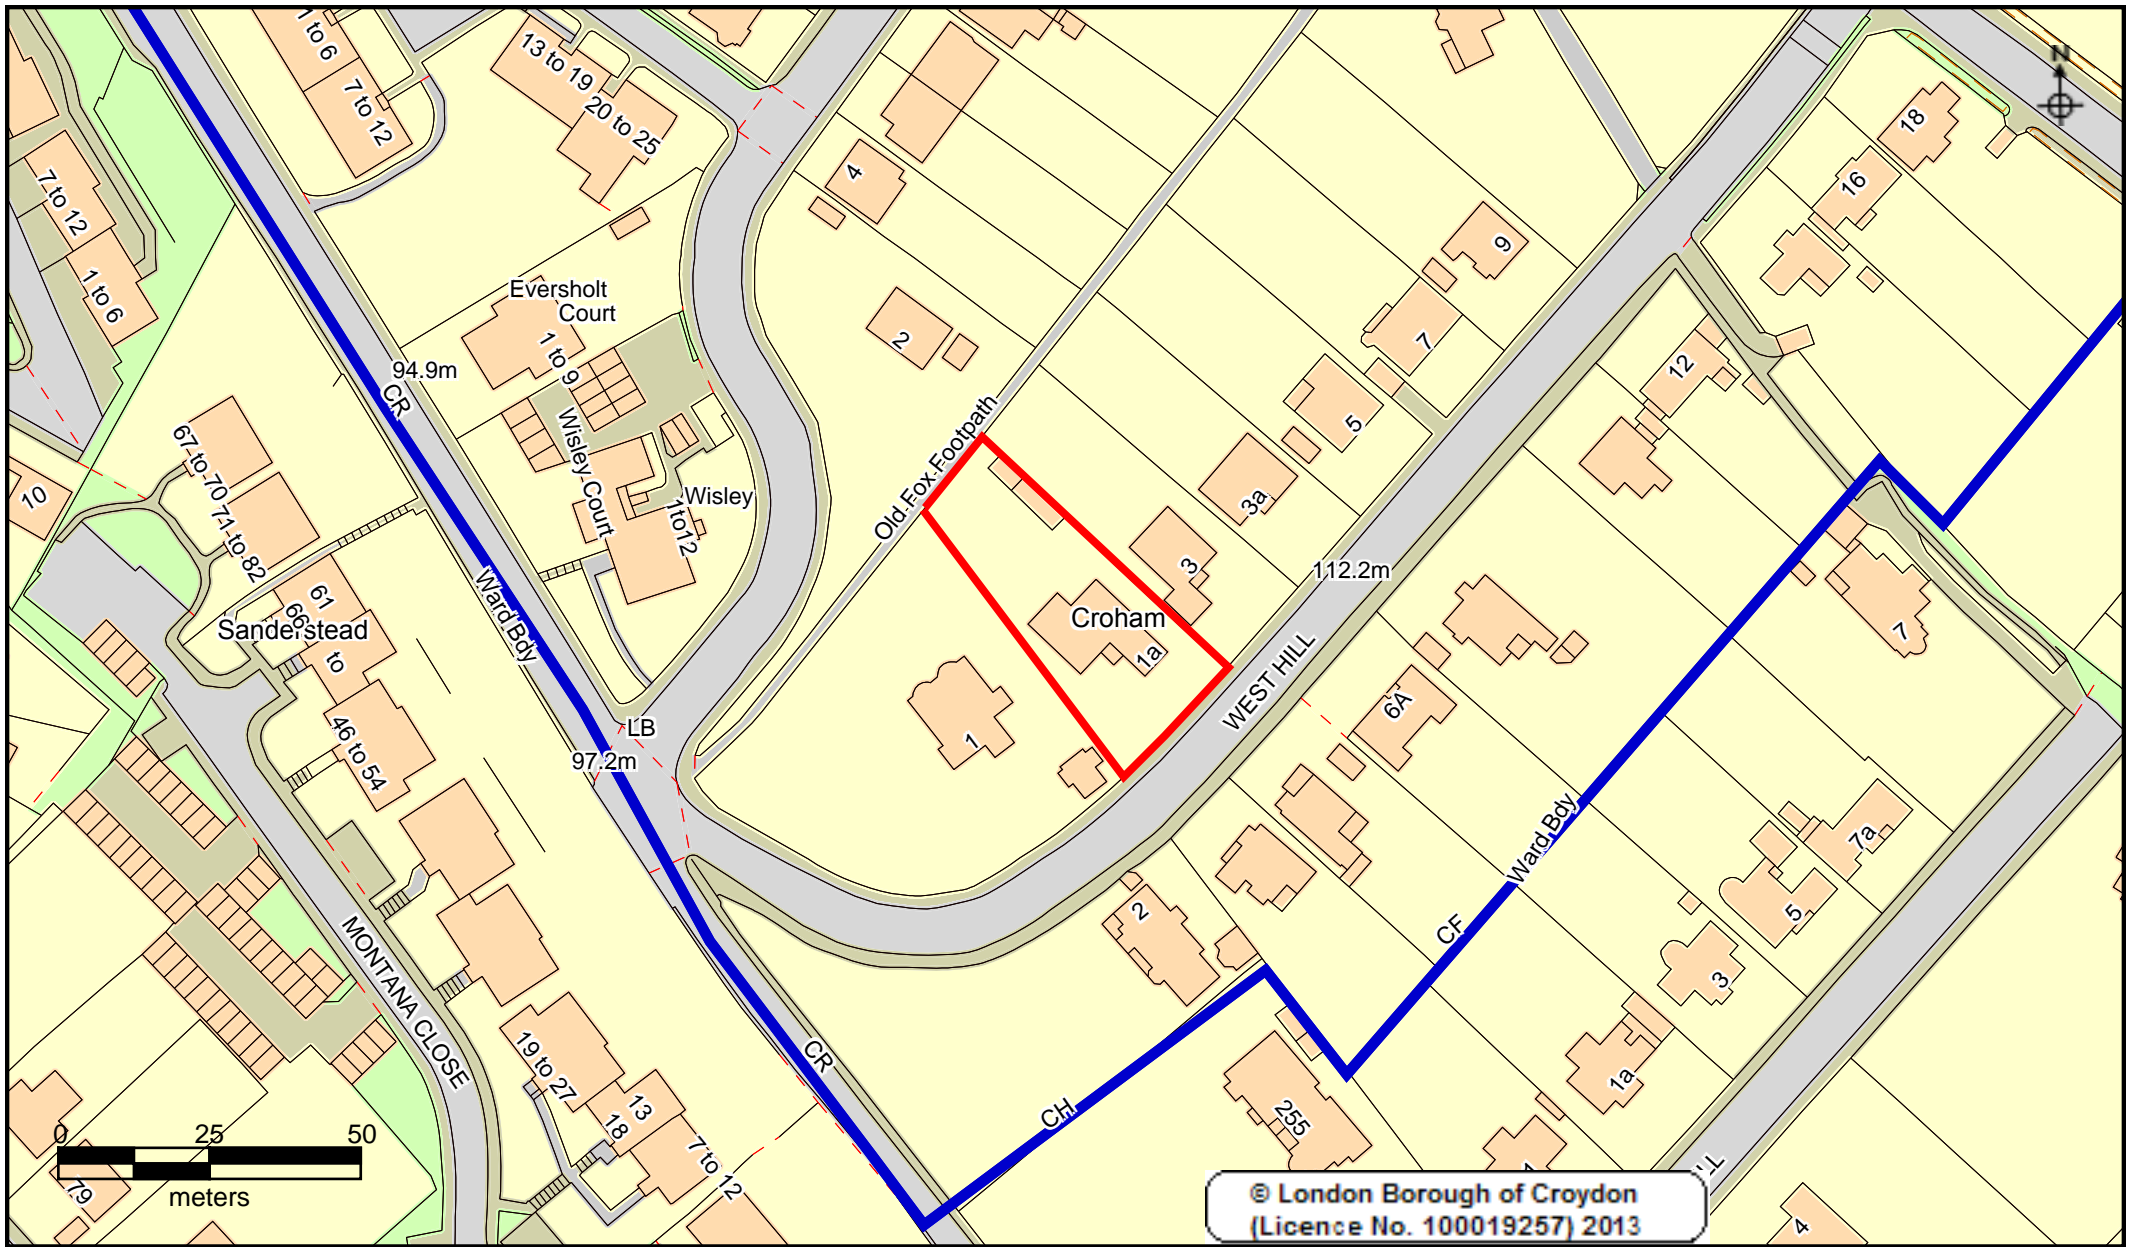 1 to 6
7 to 12
13 to 19
20 to 25
N
18
16
4
7 to 12
1 to 6
9
Eversholt
Court
1 to 9
2
7
12
94.9m
CR
5
67 to 70
71 to 82
Wisley Court
Wisley
1to12
Old Fox Footpath
3a
10
3
112.2m
Ward Bdy
61
66
to
Sanderstead
Croham
1a
7
WEST HILL
6A
LB
97.2m
46 to 54
1
Ward Bdy
7a
2
5
CF
3
MONTANA CLOSE
19 to 27
CR
CH
255
1a
13
18
7 to 12
0 25 50
meters
79
1
4
© London Borough of Croydon
(Licence No. 100019257) 2013